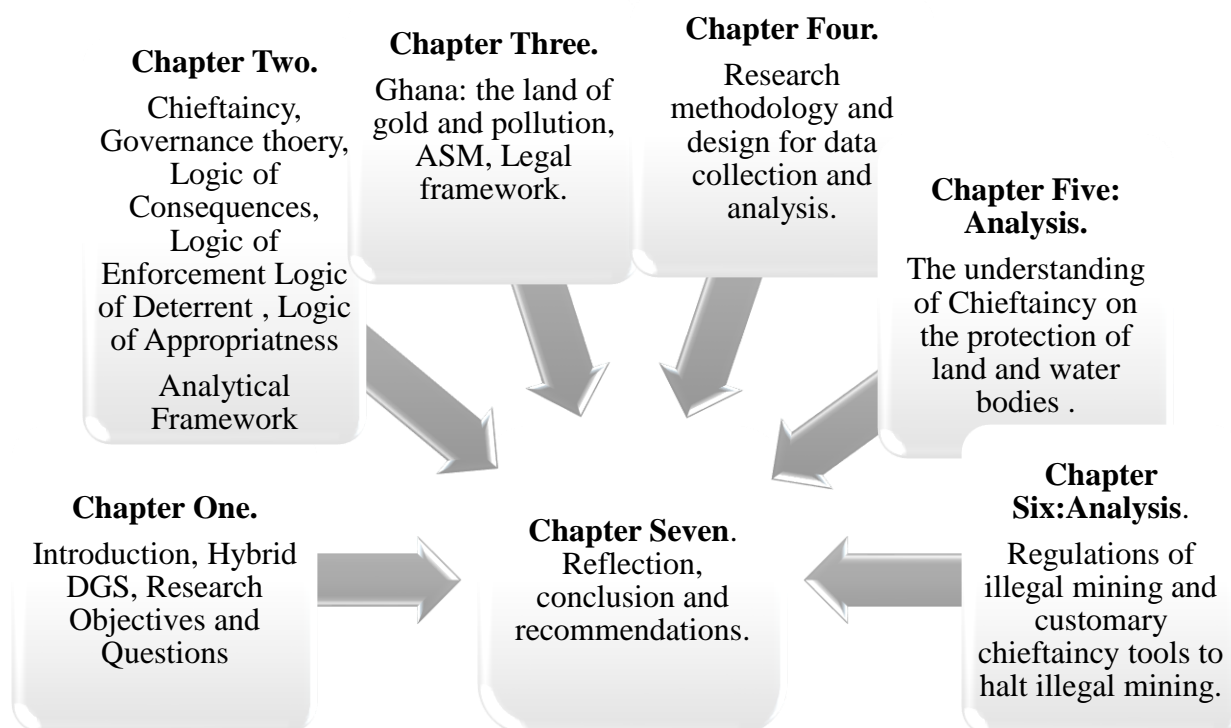 Chapter One.
Introduction, Hybrid
DGS, Research
Objectives and
Questions
Chapter Two.
Chieftaincy,
Governance thoery,
Logic of
Consequences,
Logic of
Enforcement Logic
of Deterrent , Logic
of Appropriatness
Analytical
Framework
Chapter Three.
Ghana: the land of
gold and pollution,
ASM, Legal
framework.
Chapter Four.
Research
methodology and
design for data
collection and
analysis.
Chapter Five:
Analysis.
The understanding
of Chieftaincy on
the protection of
land and water
bodies .
Chapter
Six:Analysis.
Regulations of
illegal mining and
customary
chieftaincy tools to
halt illegal mining.
Chapter Seven.
Reflection,
conclusion and
recommendations.